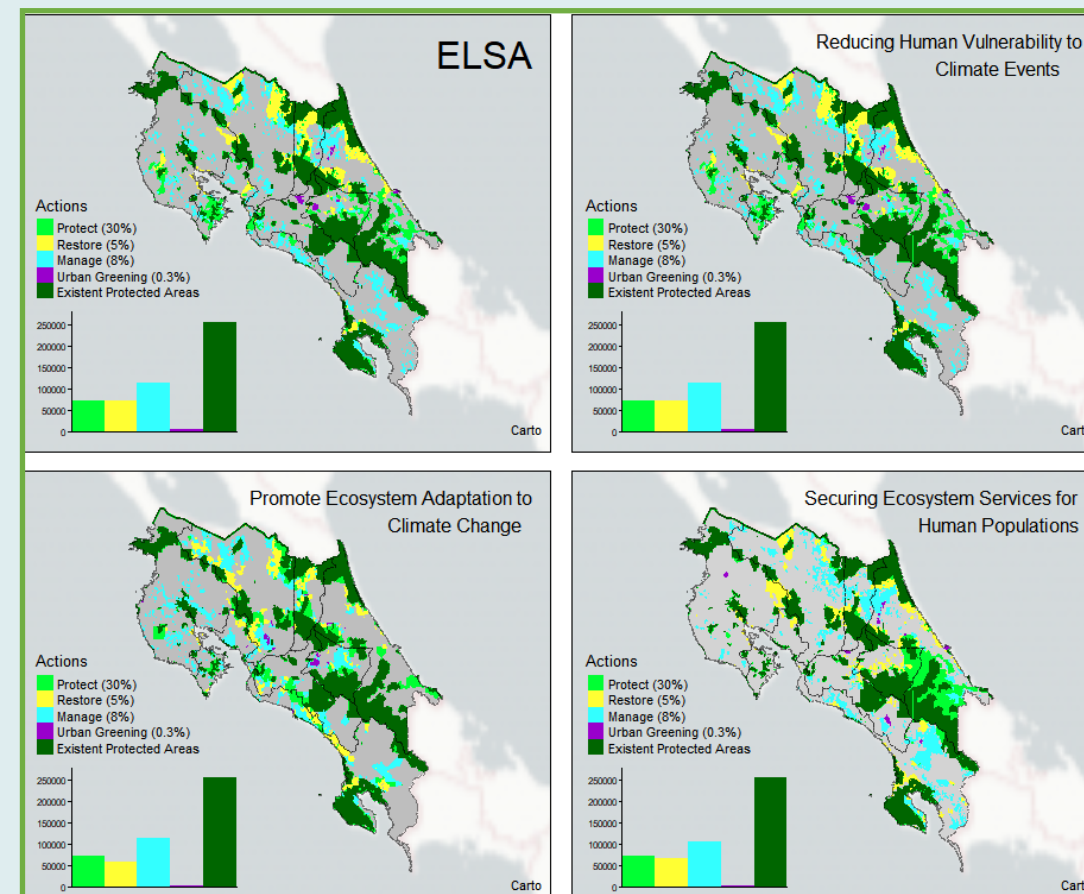 ELSA
Actions
Protect (30%)
Restore (5%)
Manage (8%)
Urban Greening (0.3%)
Existent Protected Areas
250000
200000
150000
100000
50000
0
Carto
Reducing Human Vulnerability to
Climate Events
Actions
Protect (30%)
Restore (5%)
Manage (8%)
Urban Greening (0.3%)
Existent Protected Areas
250000
200000
150000
100000
50000
0
Cart
Promote Ecosystem Adaptation to
Climate Change
Actions
Protect (30%)
Restore (5%)
Manage (8%)
Urban Greening (0.3%)
Existent Protected Areas
250000
200000
150000
100000
50000
0
Carto
Securing Ecosystem Services for
Human Populations
Actions
Protect (30%)
Restore (5%)
Manage (8%)
Urban Greening (0.3%)
Existent Protected Areas
250000
200000
150000
100000
50000
0
Cart